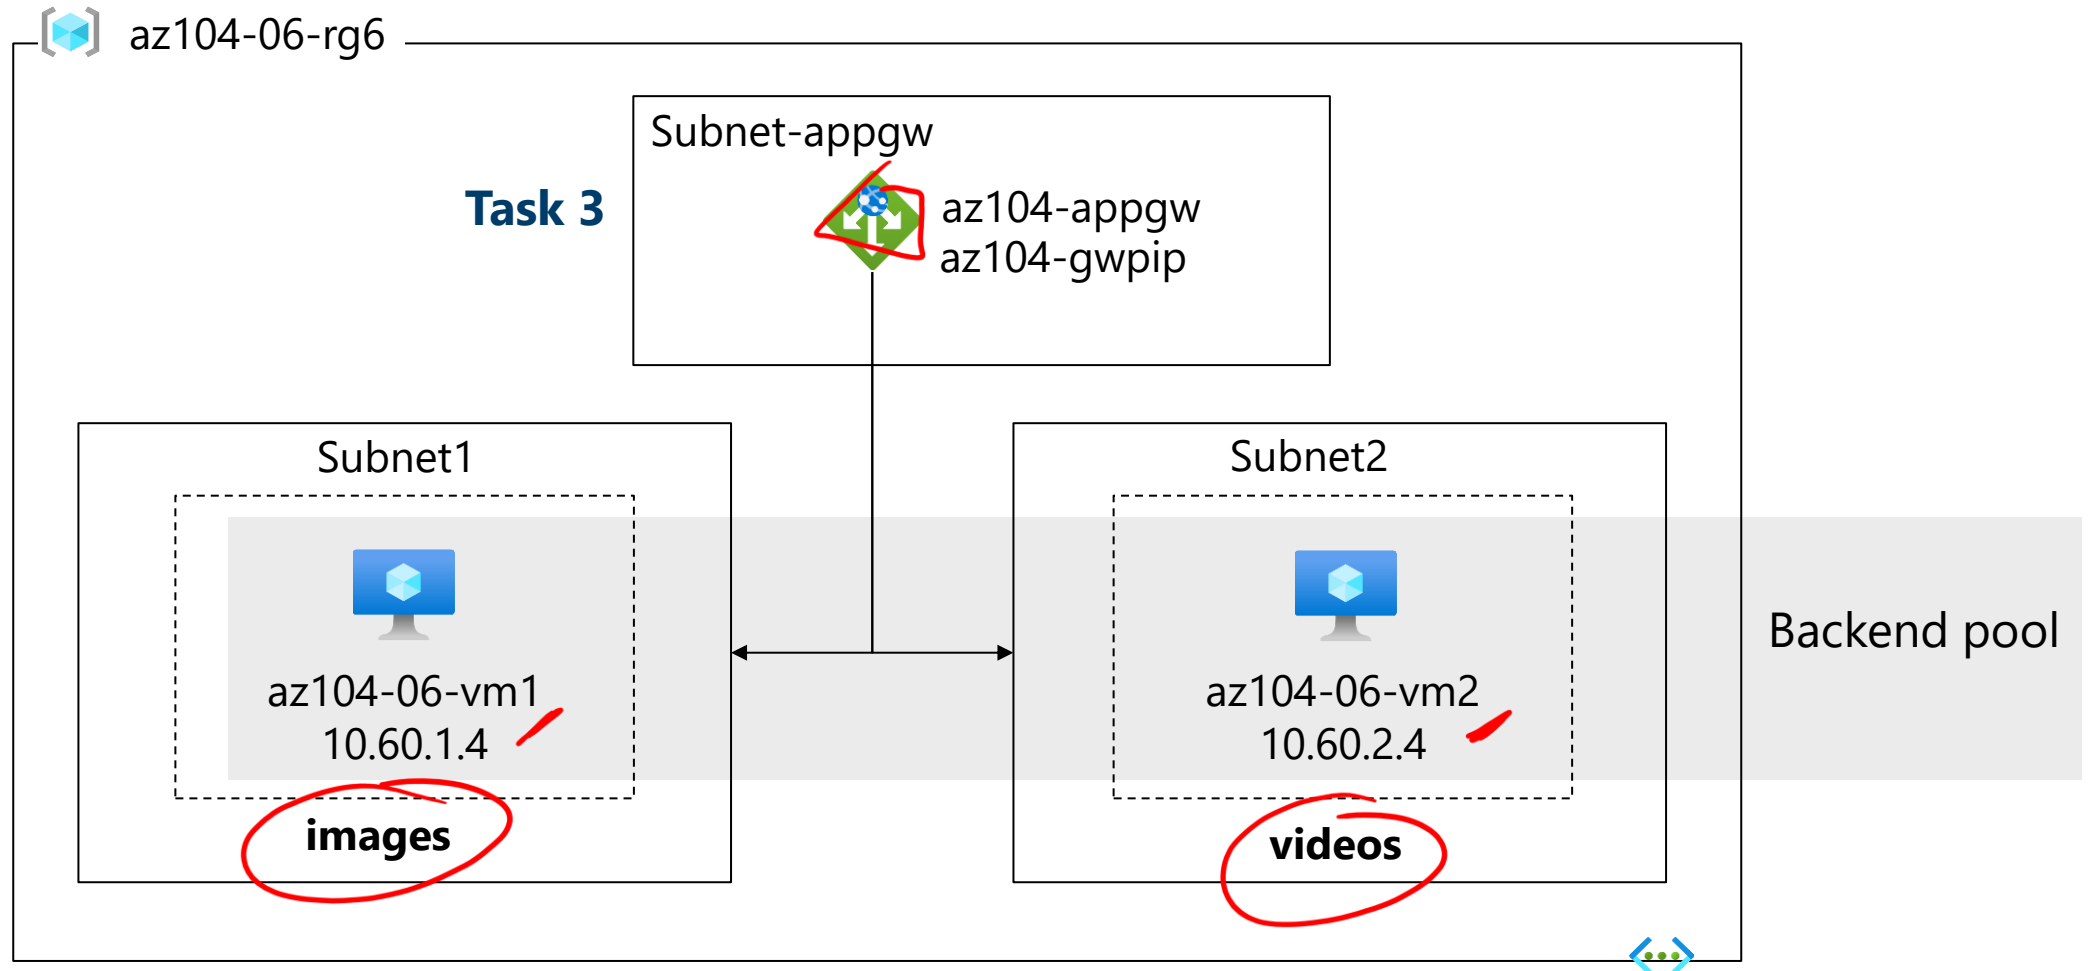 az104-06-rg6
Subnet-appgw
Task 3
az104-appgw
az104-gwpip
Subnet1
Subnet2
az104-06-vm1
10.60.1.4
az104-06-vm2
10.60.2.4
Backend pool
images
videos